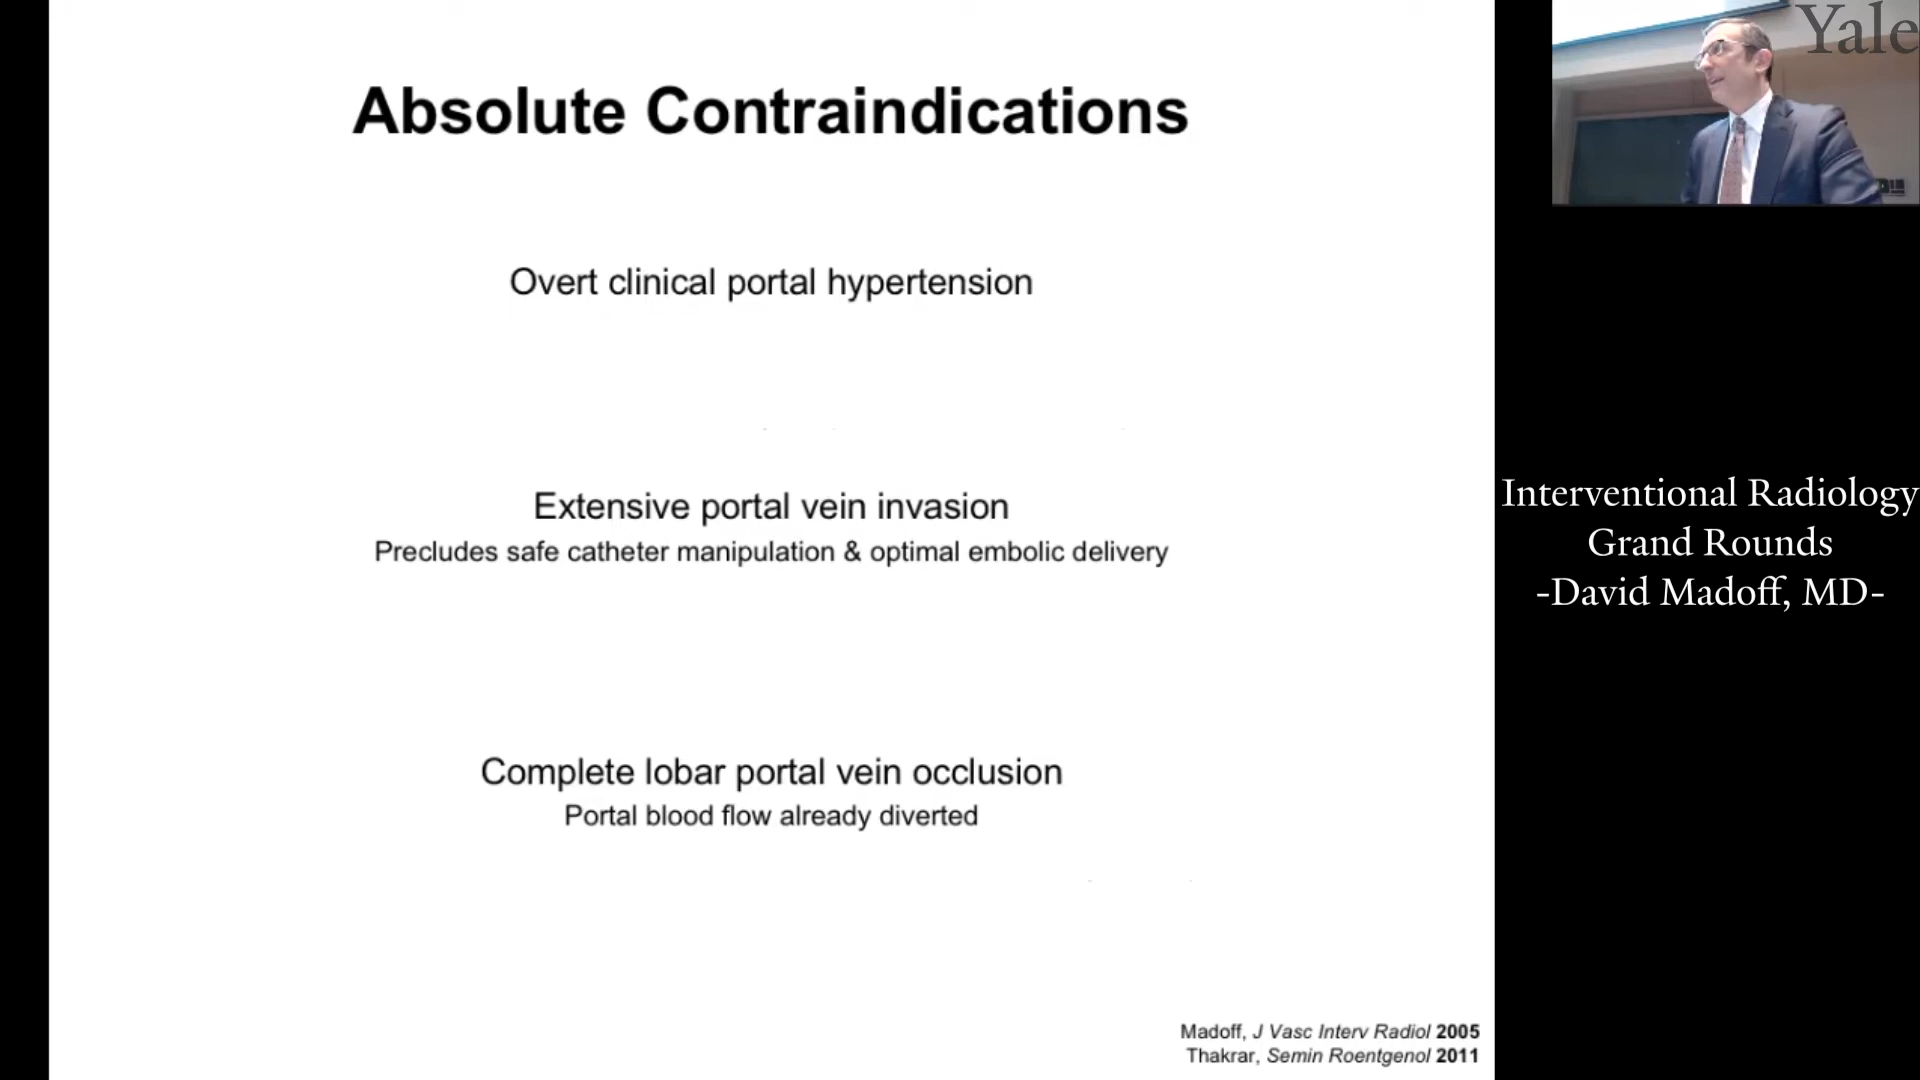 Absolute Contraindications
Overt clinical portal hypertension
Extensive portal vein invasion
Precludes safe catheter manipulation & optimal embolic delivery
Complete lobar portal vein occlusion
Portal blood flow already diverted
Madoff, J Vasc Interv Radiol 2005
Thakrar, Semin Roentgenol 2011
Yale
Interventional Radiology
Grand Rounds
-David Madoff, MD-